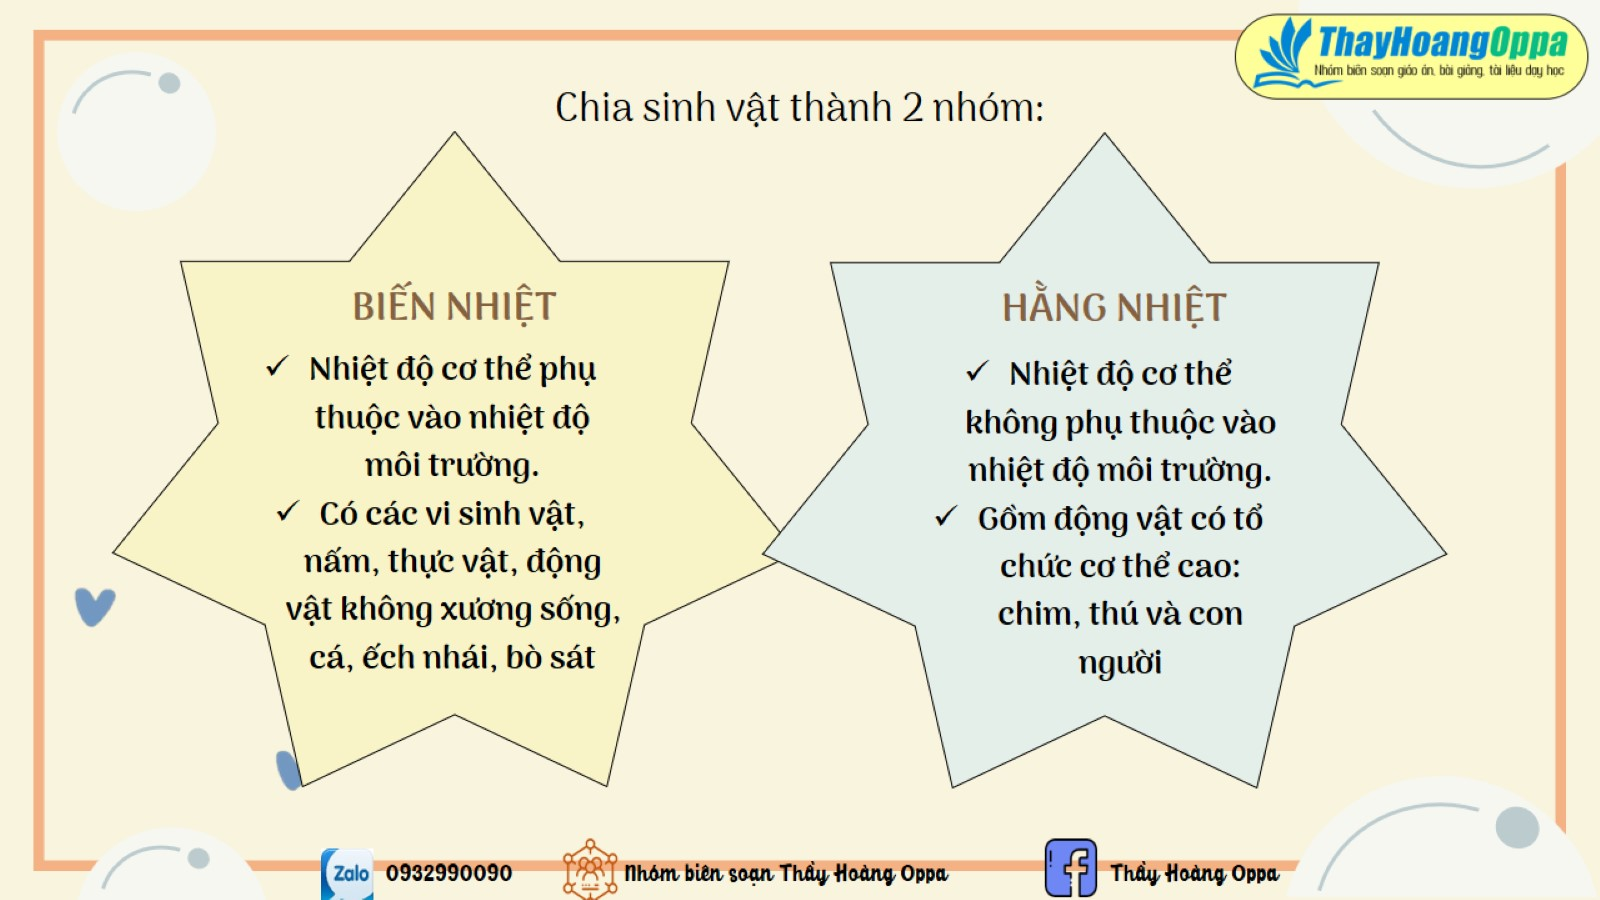 ThayHoangOppa
Nhóm biên soạn giáo án, bài giảng, tài liệu dạy học
Chia sinh vật thành 2 nhóm:
BIẾN NHIỆT
✓ Nhiệt độ cơ thể phụ
thuộc vào nhiệt độ
môi trường.
✓ Có các vi sinh vật,
nấm, thực vật, động
vật không xương sống,
cá, ếch nhái, bò sát
HẰNG NHIỆT
✓ Nhiệt độ cơ thể
không phụ thuộc vào
nhiệt độ môi trường.
✓ Gồm động vật có tổ
chức cơ thể cao:
chim, thú và con
người
Zalo 0932990090
Nhóm biên soạn Thầy Hoàng Oppa
Thầy Hoàng Oppa